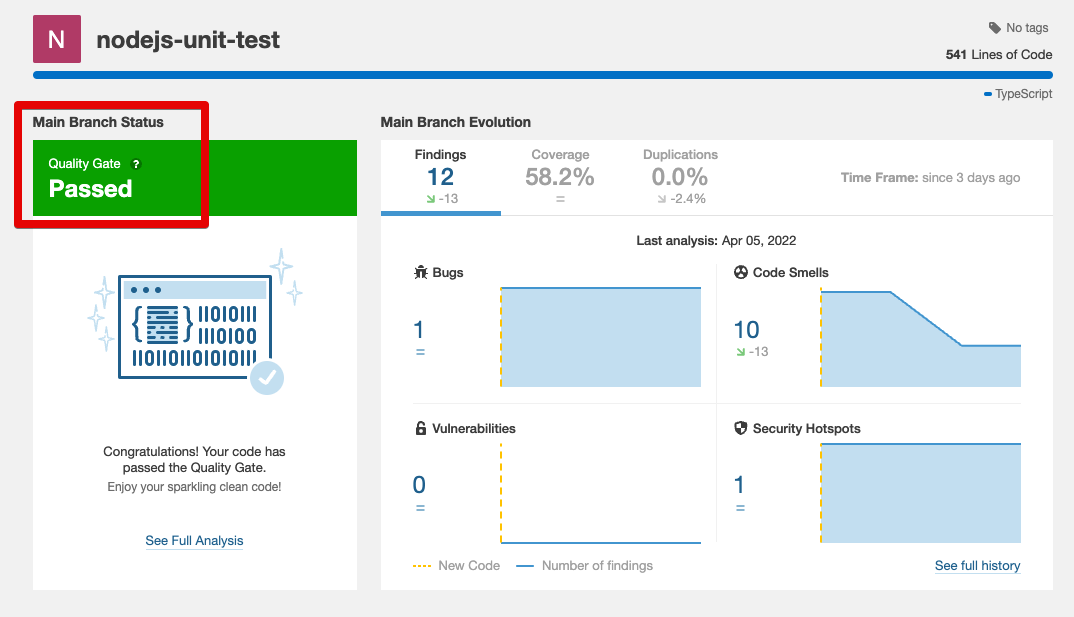 N
nodejs-unit-test
No tags
541 Lines of Code
TypeScript
Main Branch Status
Quality Gate ?
Passed
Congratulations! Your code has
passed the Quality Gate.
Enjoy your sparkling clean code!
See Full Analysis
Main Branch Evolution
Findings
12
-13
Coverage
58.2%
=
Duplications
0.0%
-2.4%
Time Frame: since 3 days ago
Last analysis: Apr 05, 2022
Bugs
1
=
Code Smells
10
-13
Vulnerabilities
0
=
Security Hotspots
1
=
New Code
Number of findings
See full history